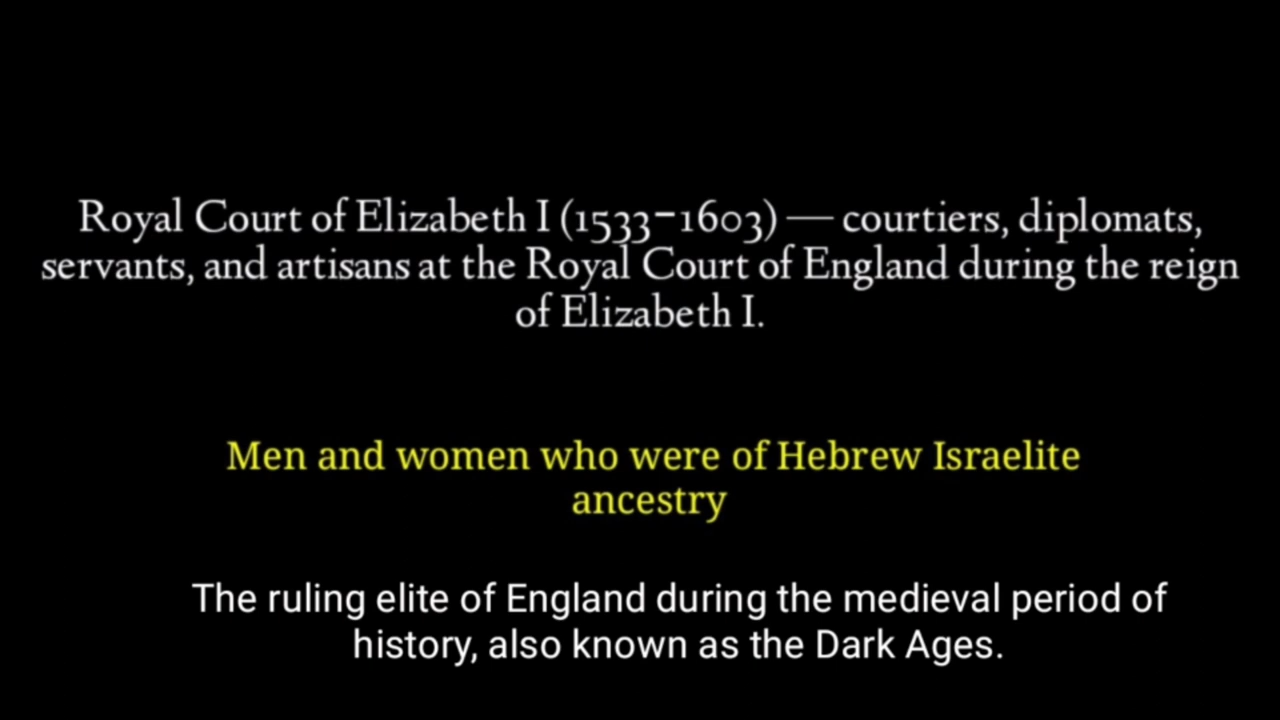 Royal Court of Elizabeth I (1533–1603) — courtiers, diplomats,
servants, and artisans at the Royal Court of England during the reign
of Elizabeth I.
Men and women who were of Hebrew Israelite
ancestry
The ruling elite of England during the medieval period of
history, also known as the Dark Ages.